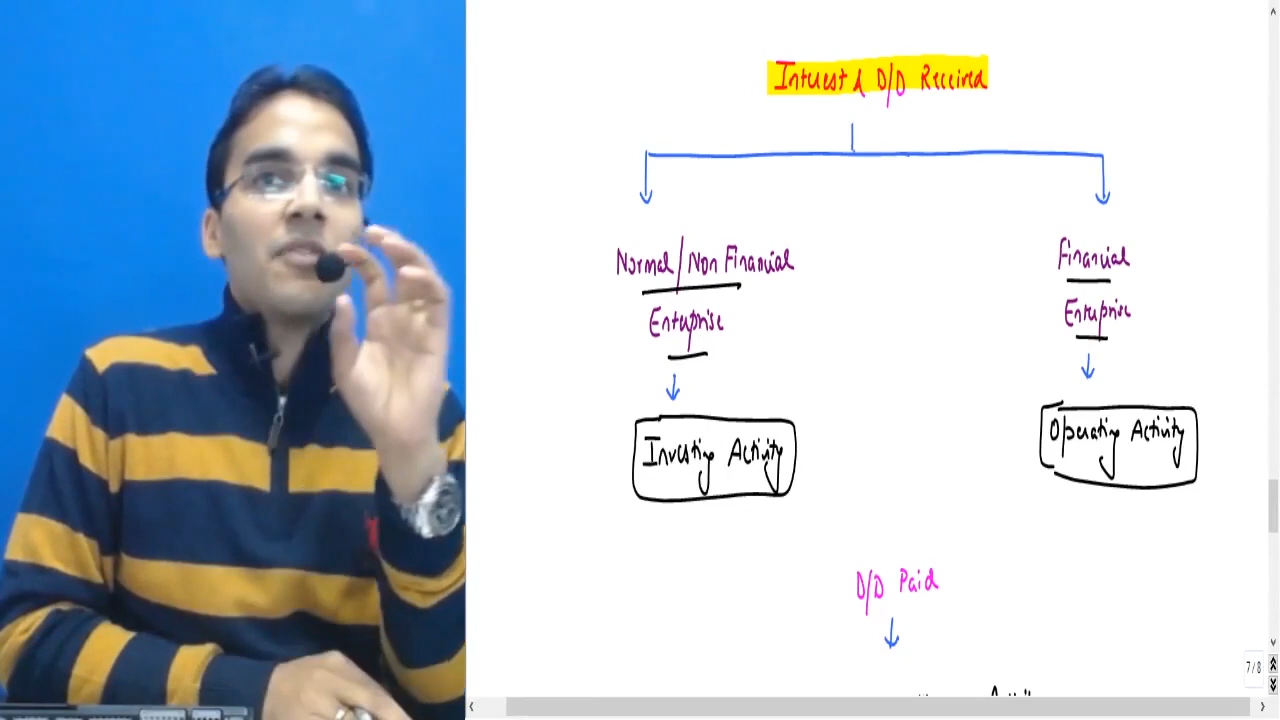 Interest & D/D Received
Normal/Non Financial
Enterprise
Investing Activity
Financial
Enterprise
Operating Activity
D/D Paid
7/8